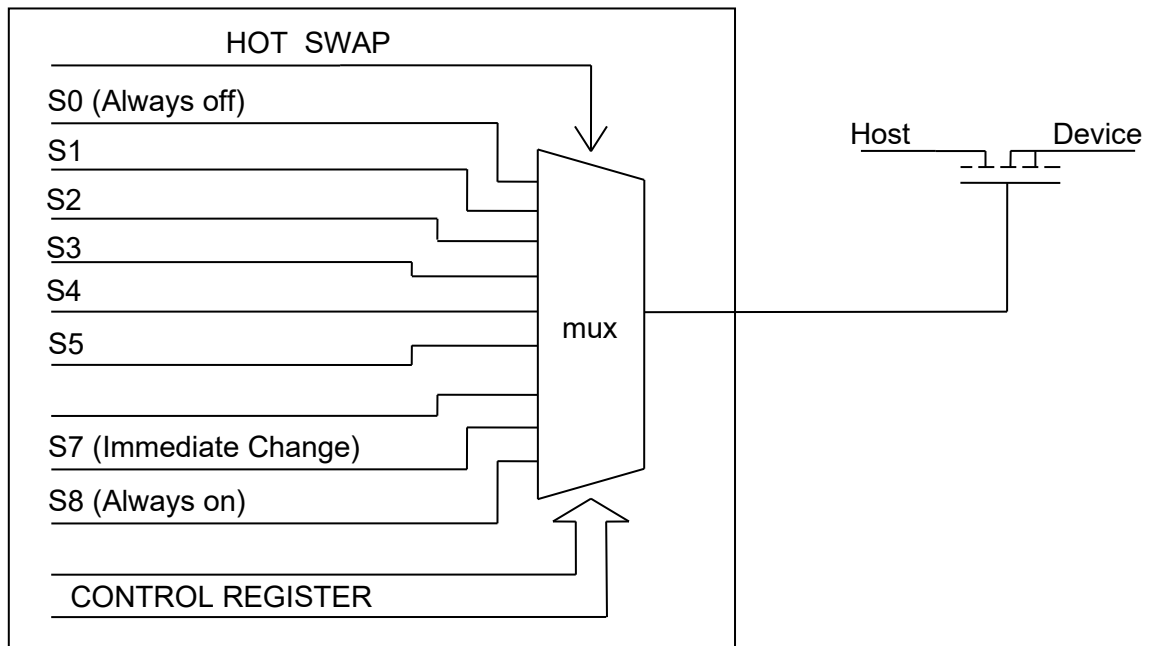 HOT SWAP
S0 (Always off)
S1
Host
Device
S2
S3
S4
mux
S5
S7 (Immediate Change)
S8 (Always on)
CONTROL REGISTER